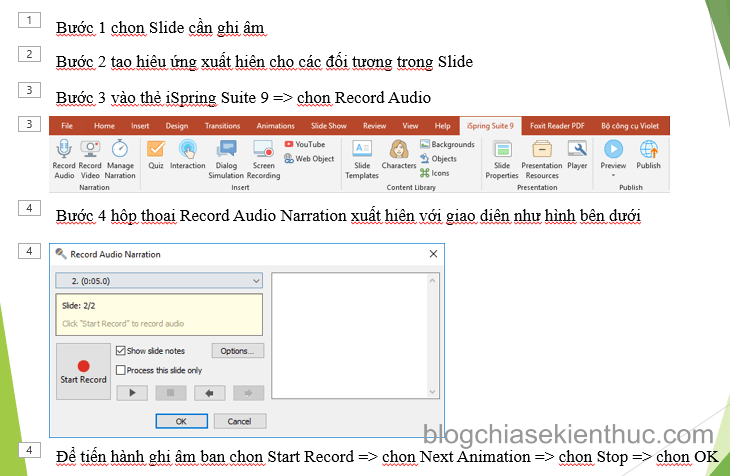 1
Bước 1 chọn Slide cần ghi âm
2
Bước 2 tạo hiệu ứng xuất hiện cho các đối tượng trong Slide
3
Bước 3 vào thẻ iSpring Suite 9 => chọn Record Audio
3
File Home Insert Design Transitions Animations Slide Show Review View Help iSpring Suite 9 Foxit Reader PDF Bộ công cụ Violet
Record Audio
Record Video
Manage Narration
Narration
Quiz
Interaction
Dialog Simulation
Screen Recording
YouTube
Web Object
Insert
Slide Templates
Characters
Backgrounds
Objects
Icons
Content Library
Slide Properties
Presentation Resources
Player
Presentation
Preview
Publish
Publish
4
Bước 4 hộp thoại Record Audio Narration xuất hiện với giao diện như hình bên dưới
4
Record Audio Narration
2. (0:05.0)
Slide: 2/2
Click "Start Record" to record audio
Start Record
Show slide notes
Options...
Process this slide only
OK Cancel
blogchiasekienthuc.com
4
Để tiến hành ghi âm bạn chọn Start Record => chọn Next Animation => chọn Stop => chọn OK